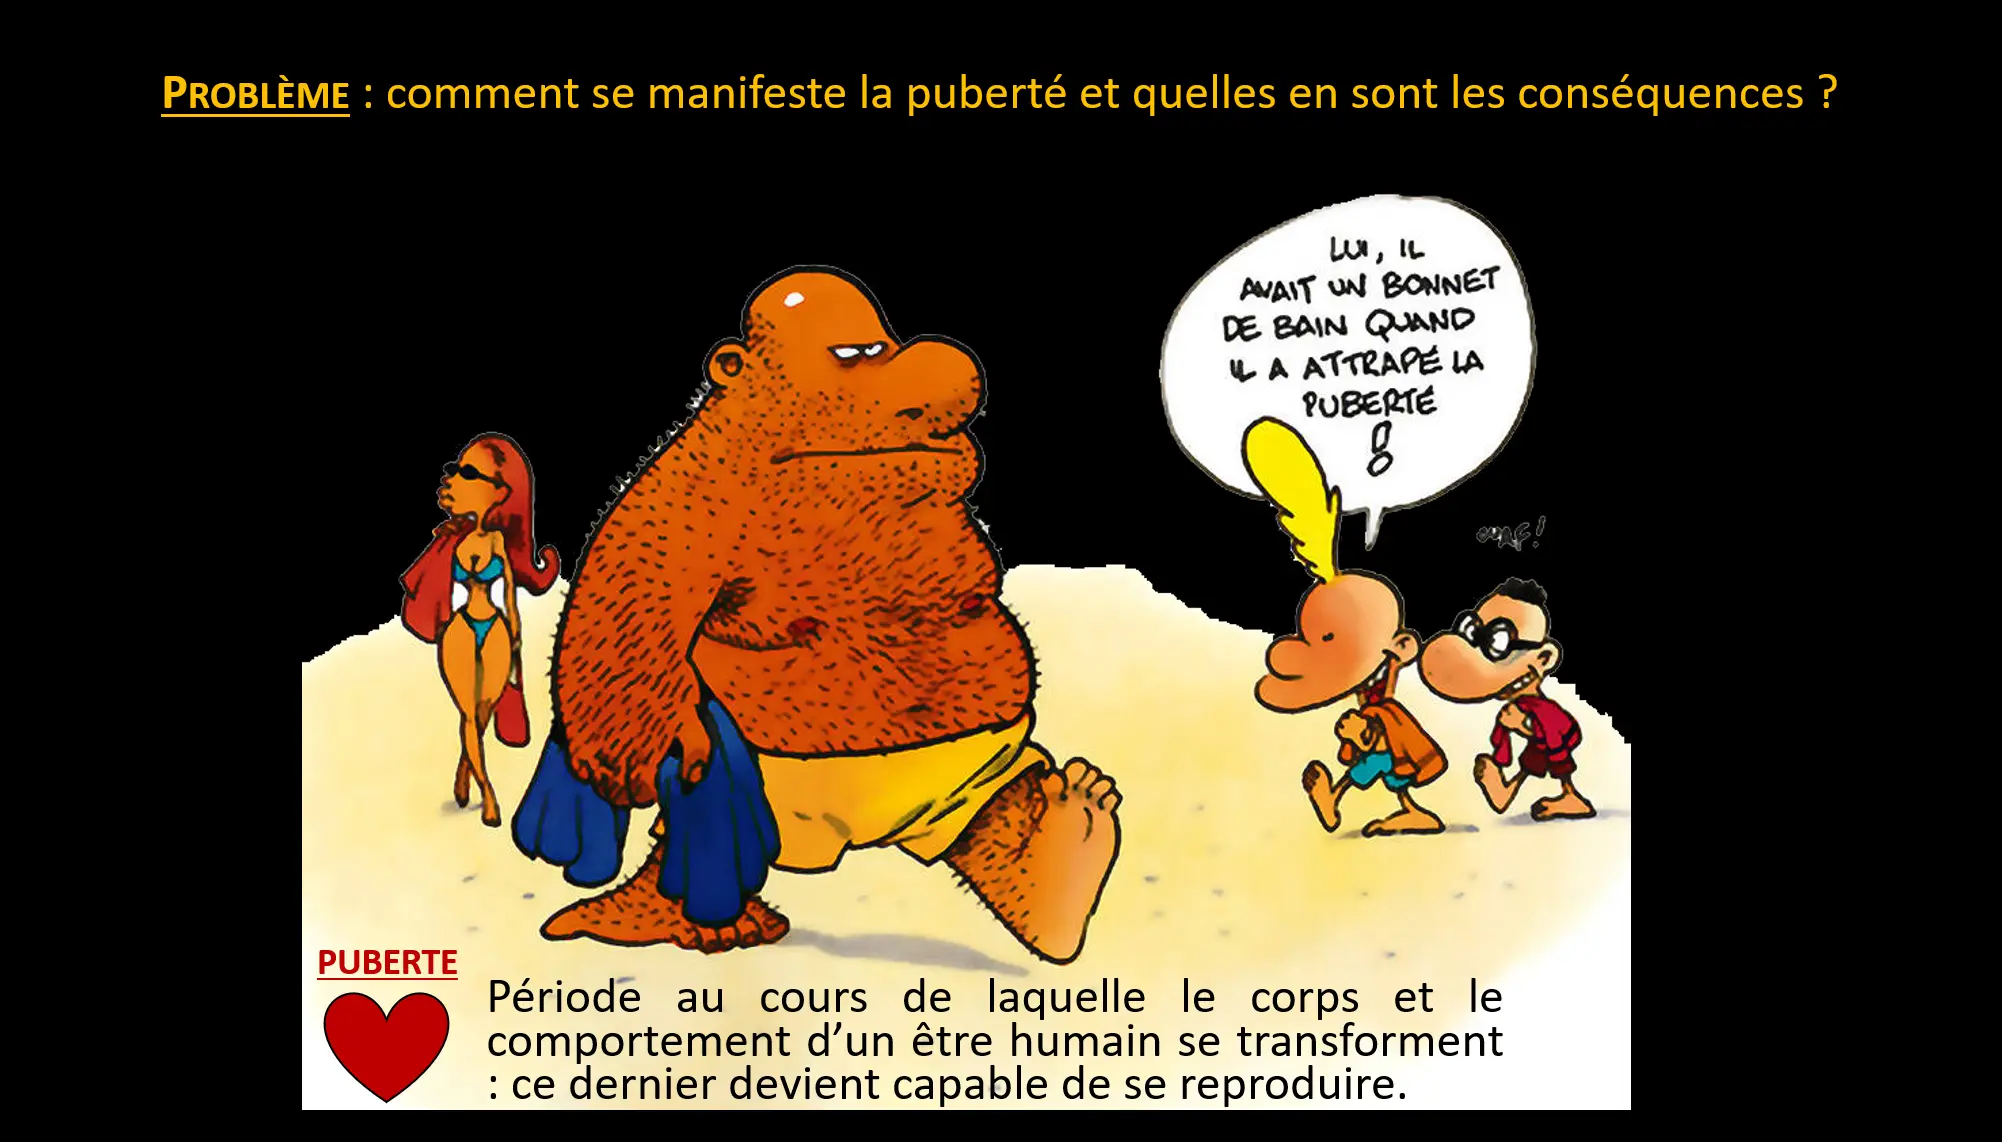 PROBLÈME : comment se manifeste la puberté et quelles en sont les conséquences ?
LUI, IL
AVAIT UN BONNET
DE BAIN QUAND
IL A ATTRAPÉ LA
PUBERTÉ
!
WAF!
PUBERTE
Période au cours de laquelle le corps et le
comportement d’un être humain se transforment
: ce dernier devient capable de se reproduire.